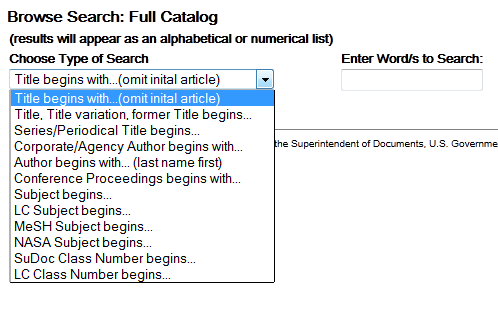 Browse Search: Full Catalog
(results will appear as an alphabetical or numerical list)
Choose Type of Search Enter Word/s to Search:
Title begins with...(omit inital article)
Title begins with...(omit inital article)
Title, Title variation, former Title begins...
Series/Periodical Title begins...
Corporate/Agency Author begins with...
the Superintendent of Documents, U.S. Governme
Author begins with... (last name first)
Conference Proceedings begins with...
Subject begins...
LC Subject begins...
MeSH Subject begins...
NASA Subject begins...
SuDoc Class Number begins...
LC Class Number begins...